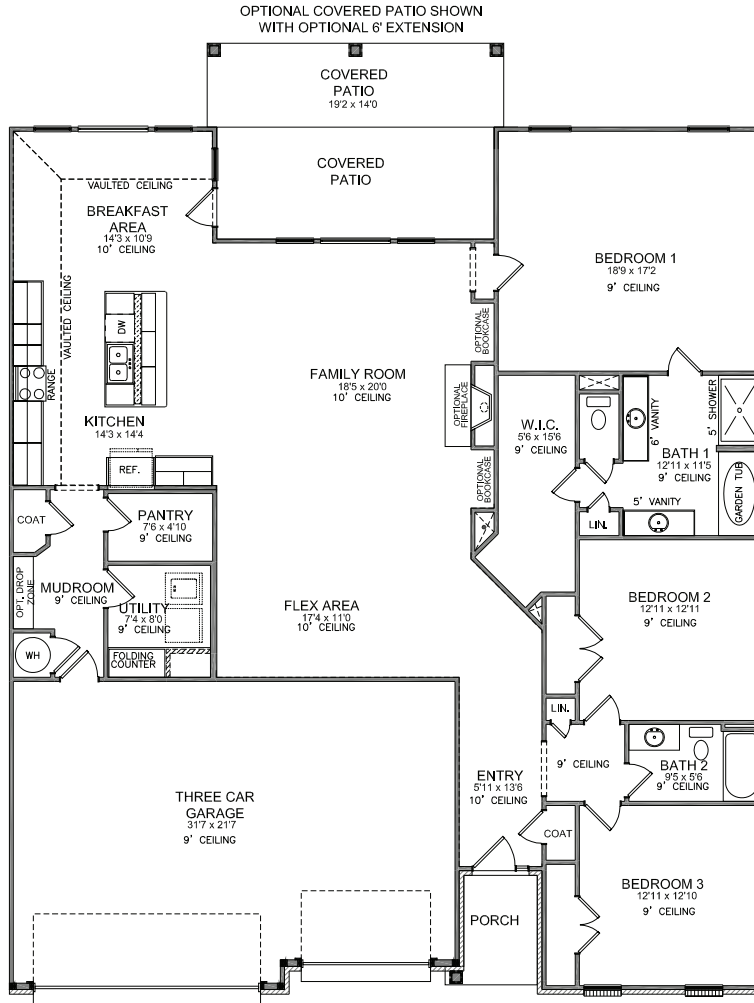 OPTIONAL COVERED PATIO SHOWN
WITH OPTIONAL 6' EXTENSION
COVERED
PATIO
19'2 x 14'0
COVERED
PATIO
VAULTED CEILING
BREAKFAST
AREA
14'3 x 10'9
10' CEILING
VAULTED CEILING
BEDROOM 1
18'9 x 17'2
9' CEILING
DW
RANGE
KITCHEN
14'3 x 14'4
REF.
FAMILY ROOM
18'5 x 20'0
10' CEILING
OPTIONAL
BOOKCASE
OPTIONAL
FIREPLACE
OPTIONAL
BOOKCASE
W.I.C.
5'6 x 15'6
9' CEILING
6' VANITY
5' SHOWER
BATH 1
12'11 x 11'5
9' CEILING
GARDEN TUB
5' VANITY
LIN.
COAT
PANTRY
7'6 x 4'10
9' CEILING
OPT. DROP
ZONE
MUDROOM
9' CEILING
UTILITY
7'4 x 8'0
9' CEILING
FOLDING
COUNTER
WH
FLEX AREA
17'4 x 11'0
10' CEILING
BEDROOM 2
12'11 x 12'11
9' CEILING
LIN.
9' CEILING
BATH 2
9'5 x 5'6
9' CEILING
ENTRY
5'11 x 13'6
10' CEILING
COAT
THREE CAR
GARAGE
31'7 x 21'7
9' CEILING
PORCH
BEDROOM 3
12'11 x 12'10
9' CEILING